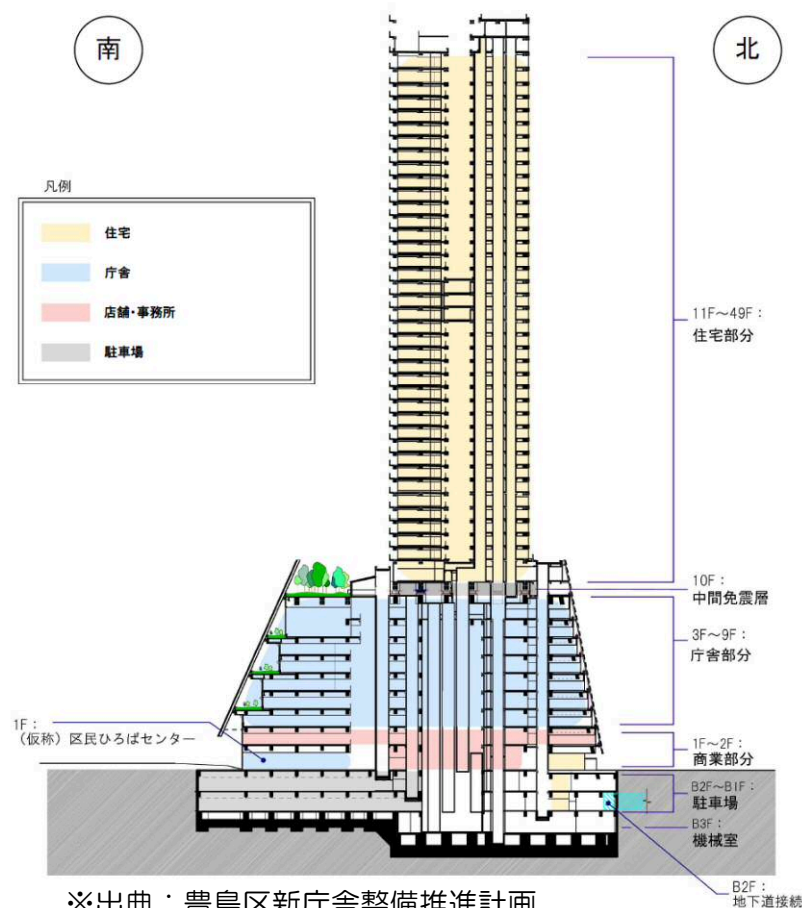 南
北
凡例
住宅
庁舎
店舗・事務所
駐車場
11F～49F：
住宅部分
10F：
中間免震層
3F～9F：
庁舎部分
1F：
（仮称）区民ひろばセンター
1F～2F：
商業部分
B2F～B1F：
駐車場
B3F：
機械室
B2F：
地下道接続
※出典：豊島区新庁舎整備推進計画